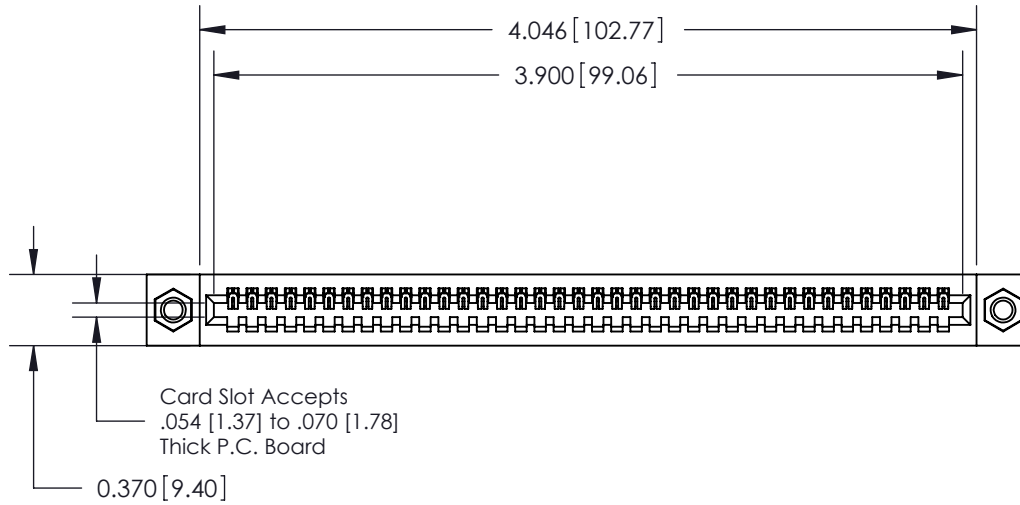 4.046 [102.77]
3.900 [99.06]
Card Slot Accepts
.054 [1.37] to .070 [1.78]
Thick P.C. Board
0.370 [9.40]